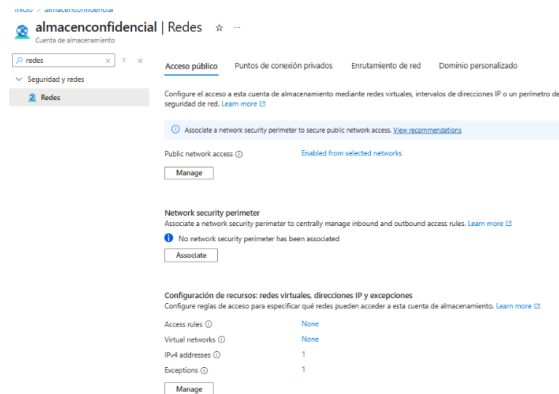 Inicio > almacenconfidencial
almacenconfidencial | Redes
Cuenta de almacenamiento
redes
Seguridad y redes
Redes
Acceso público Puntos de conexión privados Enrutamiento de red Dominio personalizado
Configure el acceso a esta cuenta de almacenamiento mediante redes virtuales, intervalos de direcciones IP o un perímetro de
seguridad de red. Learn more
Associate a network security perimeter to secure public network access. View recommendations
Public network access Enabled from selected networks
Manage
Network security perimeter
Associate a network security perimeter to centrally manage inbound and outbound access rules. Learn more
No network security perimeter has been associated
Associate
Configuración de recursos: redes virtuales, direcciones IP y excepciones
Configure reglas de acceso para especificar qué redes pueden acceder a esta cuenta de almacenamiento. Learn more
Access rules None
Virtual networks None
IPv4 addresses 1
Exceptions 1
Manage